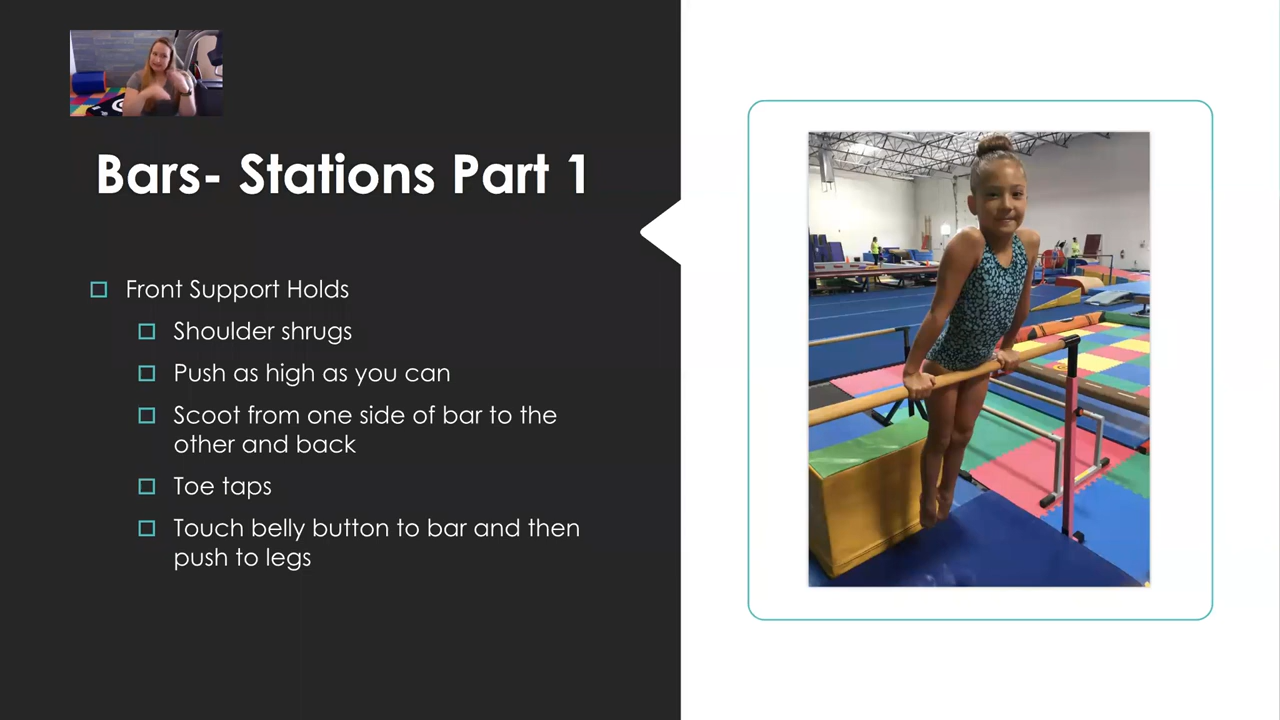 Bars- Stations Part 1
Front Support Holds
Shoulder shrugs
Push as high as you can
Scoot from one side of bar to the
other and back
Toe taps
Touch belly button to bar and then
push to legs